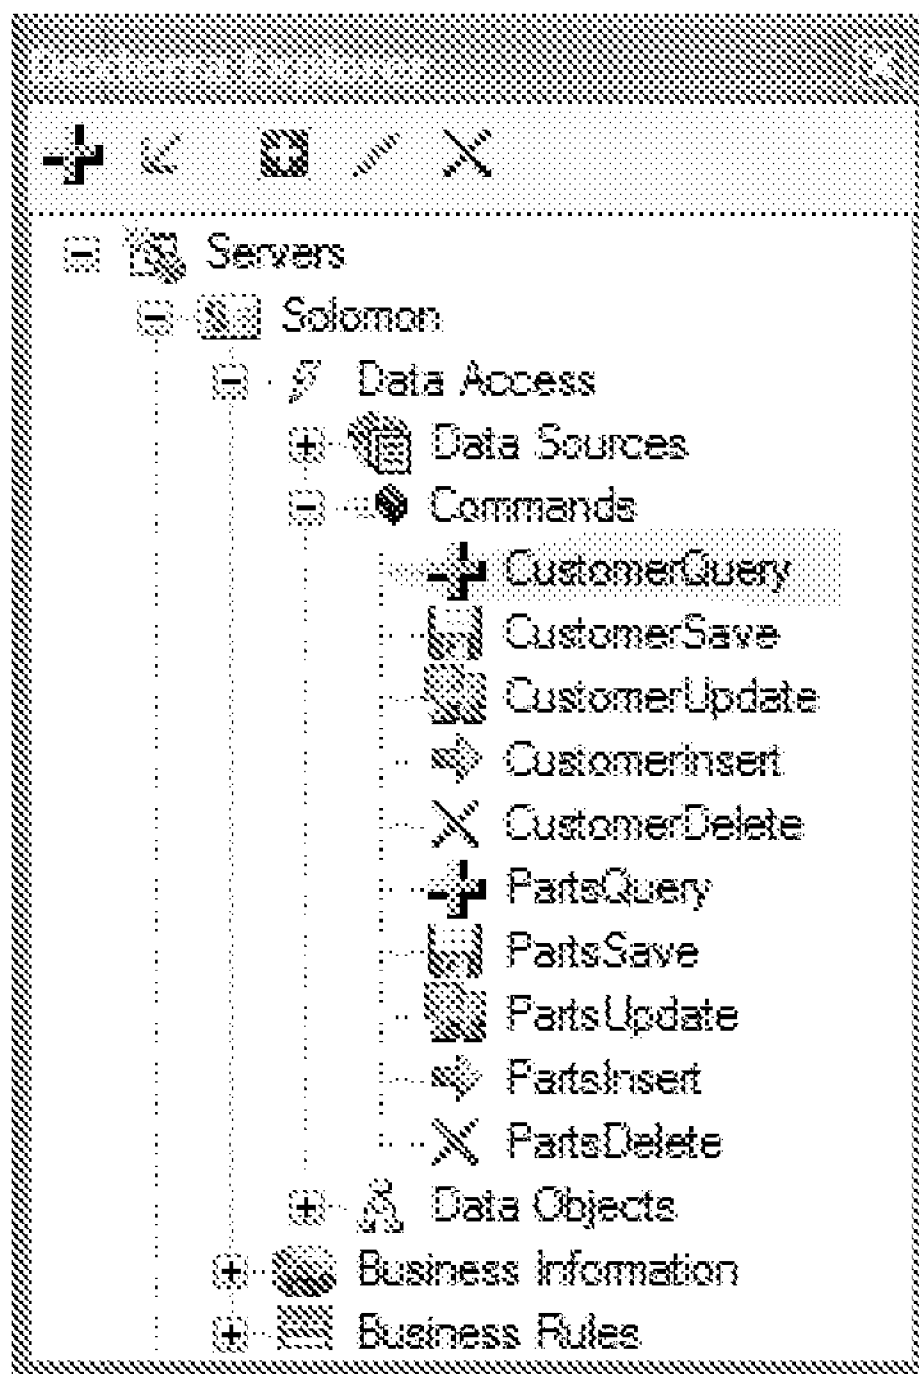 Servers
Solomon
Data Access
Data Sources
Commands
CustomerQuery
CustomerSave
CustomerUpdate
CustomerInsert
CustomerDelete
PartsQuery
PartsSave
PartsUpdate
PartsInsert
PartsDelete
Data Objects
Business Information
Business Rules